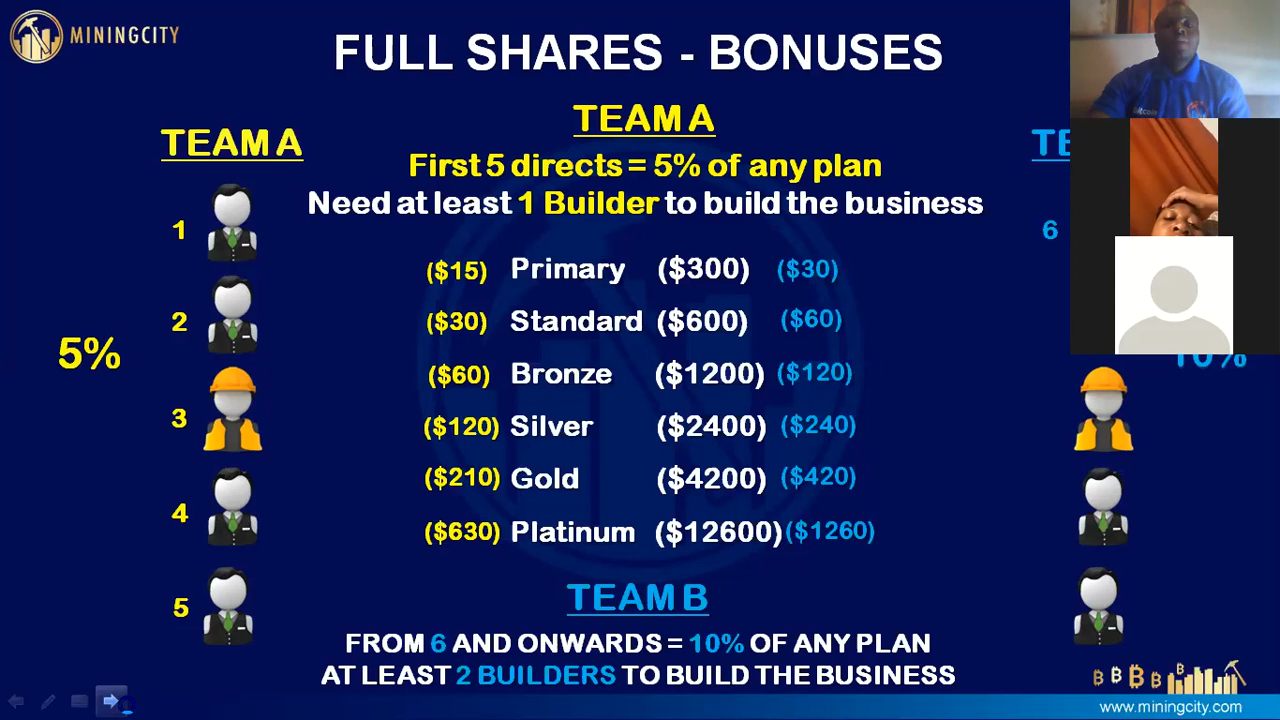 MININGCITY
FULL SHARES - BONUSES
TEAM A
First 5 directs = 5% of any plan
Need at least 1 Builder to build the business
TEAM A
1
2
5%
3
4
5
($15) Primary ($300) ($30)
($30) Standard ($600) ($60)
($60) Bronze ($1200) ($120)
($120) Silver ($2400) ($240)
($210) Gold ($4200) ($420)
($630) Platinum ($12600) ($1260)
TE
6
10%
TEAM B
FROM 6 AND ONWARDS = 10% OF ANY PLAN
AT LEAST 2 BUILDERS TO BUILD THE BUSINESS
www.miningcity.com